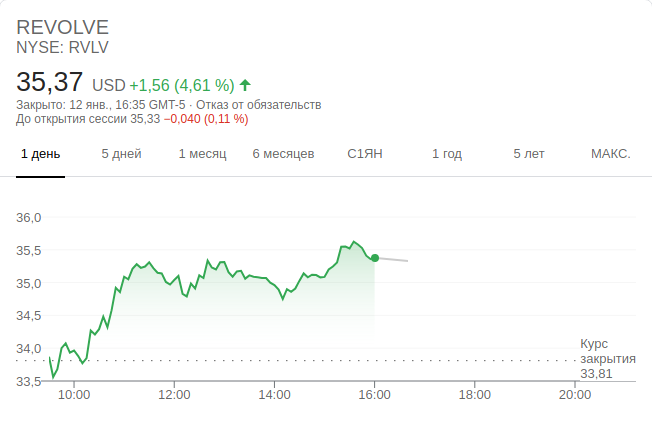 REVOLVE
NYSE: RVLV
35,37 USD +1,56 (4,61 %)
Закрыто: 12 янв., 16:35 GMT-5 · Отказ от обязательств
До открытия сессии 35,33 −0,040 (0,11 %)
1 день 5 дней 1 месяц 6 месяцев С1ЯН 1 год 5 лет МАКС.
36,0
35,5
35,0
34,5
34,0
33,5
Курс
закрытия
33,81
10:00 12:00 14:00 16:00 18:00 20:00